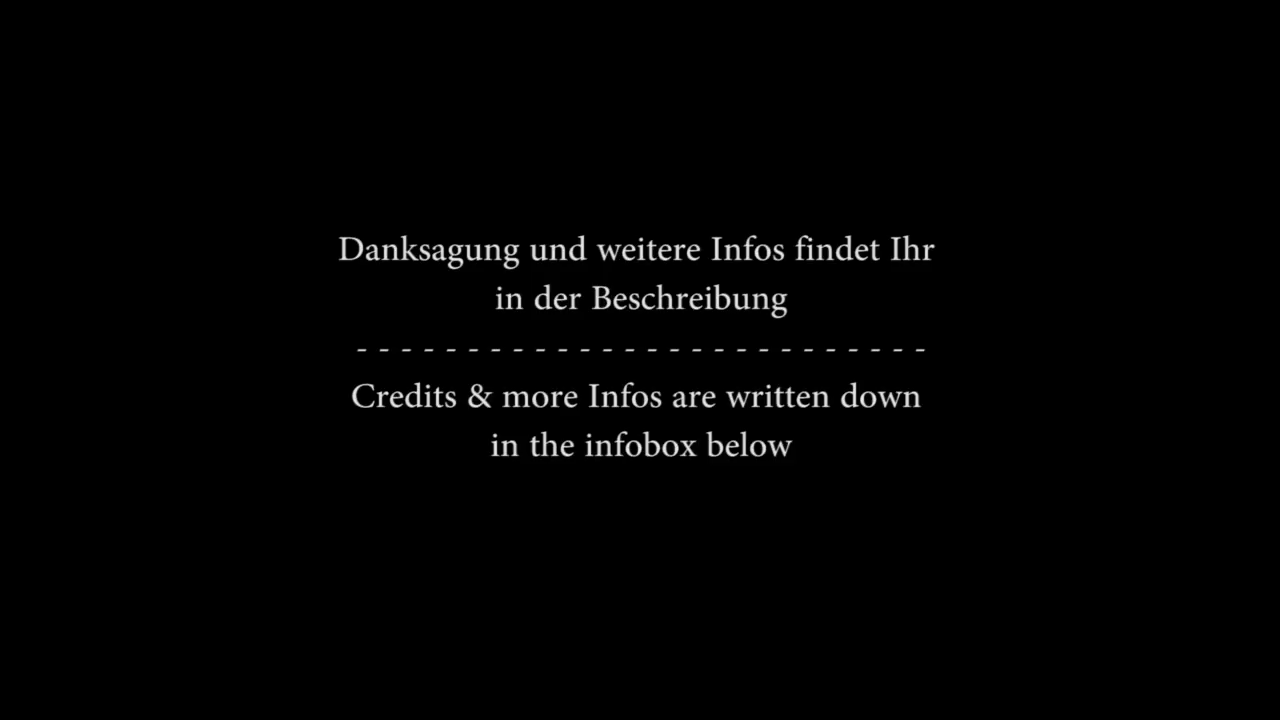 Danksagung und weitere Infos findet Ihr
in der Beschreibung
- - - - - - - - - - - - - - - - - - - - - - - - - -
Credits & more Infos are written down
in the infobox below